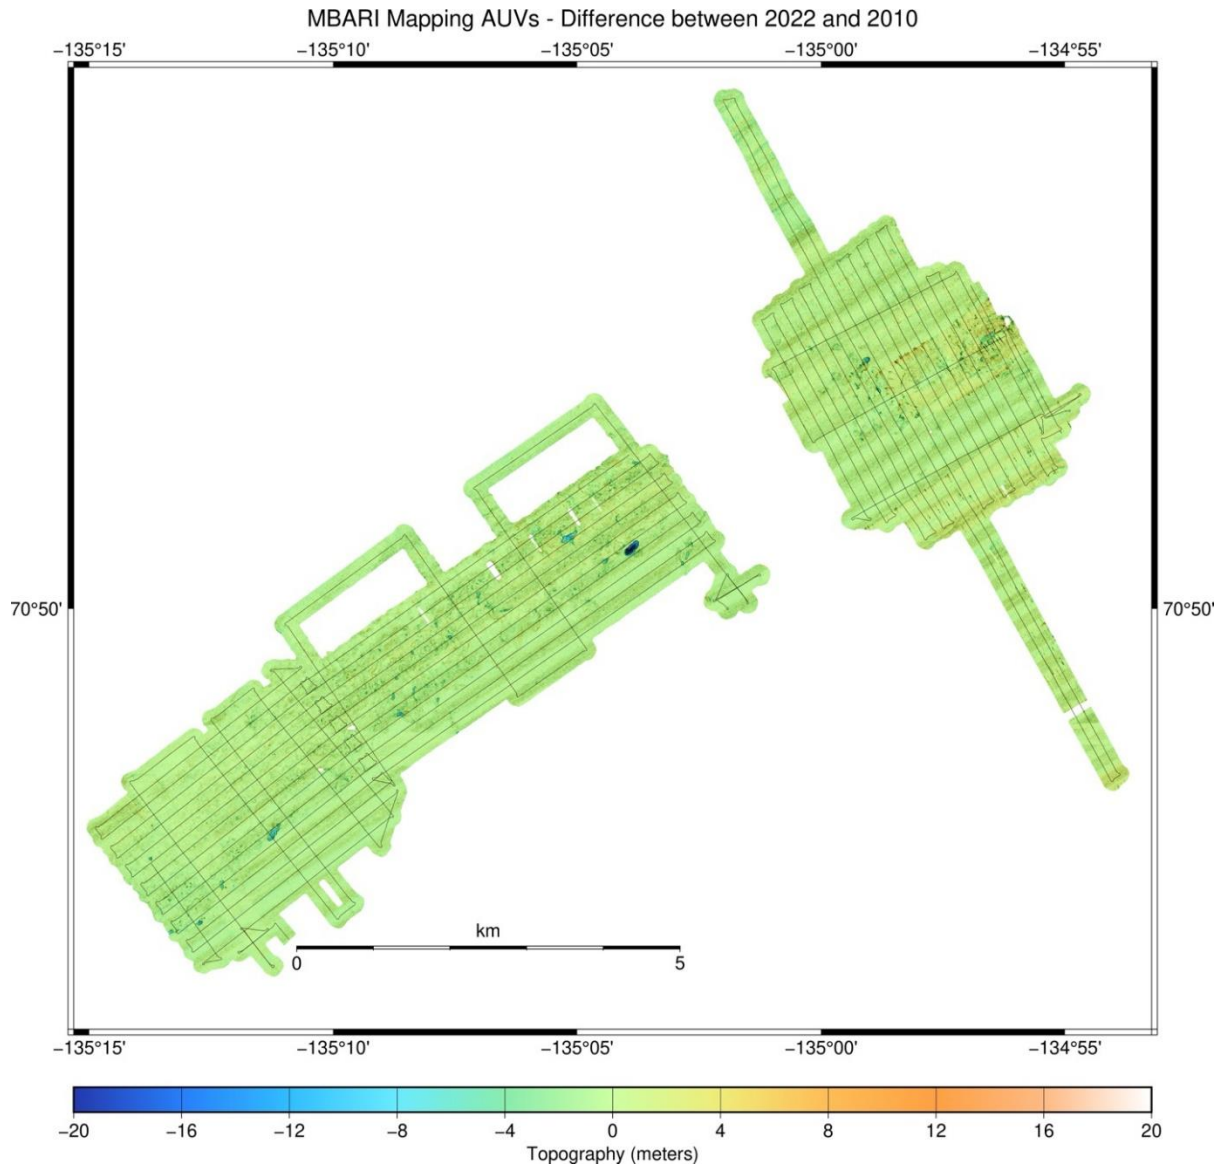 MBARI Mapping AUVs - Difference between 2022 and 2010
−135°15' −135°10' −135°05' −135°00' −134°55'
70°50' 70°50'
km
0 5
−135°15' −135°10' −135°05' −135°00' −134°55'
−20 −16 −12 −8 −4 0 4 8 12 16 20
Topography (meters)